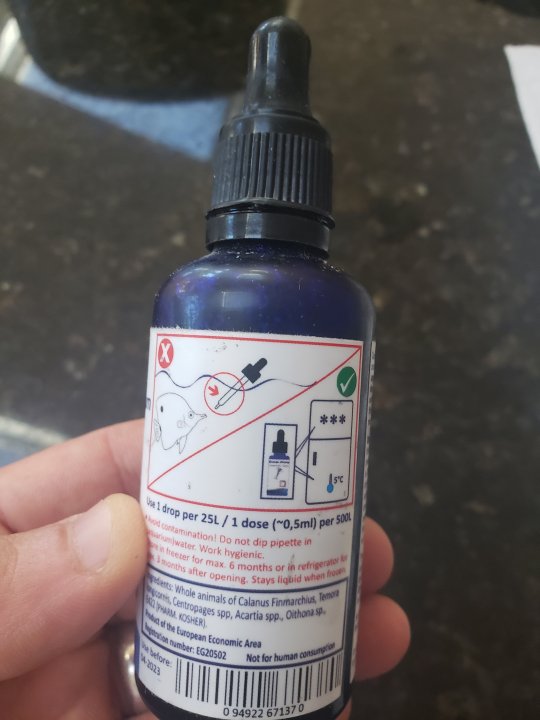 X
***
5°C
Use 1 drop per 25L / 1 dose (~0,5ml) per 500L
Avoid contamination! Do not dip pipette in
(aquarium)water. Work hygienic.
in freezer for max. 6 months or in refrigerator for
3 months after opening. Stays liquid when frozen.
Ingredients: Whole animals of Calanus Finmarchius, Temora
longicornis, Centropages spp, Acartia spp., Oithona sp.,
(PHARM. KOSHER).
Product of the European Economic Area
Registration number: EG20502 Not for human consumption
Use before:
04-2023
0 94922 67137 0